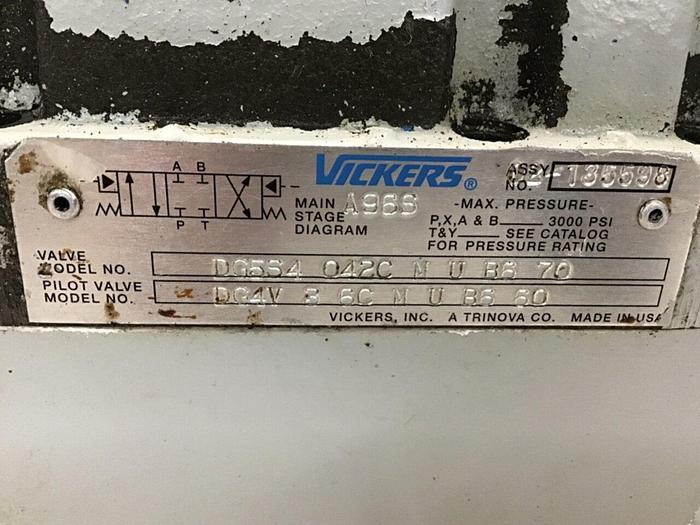 A B
P T
VICKERS®
ASSY NO. 02-135598
MAIN STAGE DIAGRAM
A96S
-MAX. PRESSURE-
P,X,A & B 3000 PSI
T&Y SEE CATALOG
FOR PRESSURE RATING
VALVE MODEL NO. DG5S4 042C M U B6 70
PILOT VALVE MODEL NO. DG4V 3 6C M U B6 60
VICKERS, INC. A TRINOVA CO. MADE IN USA